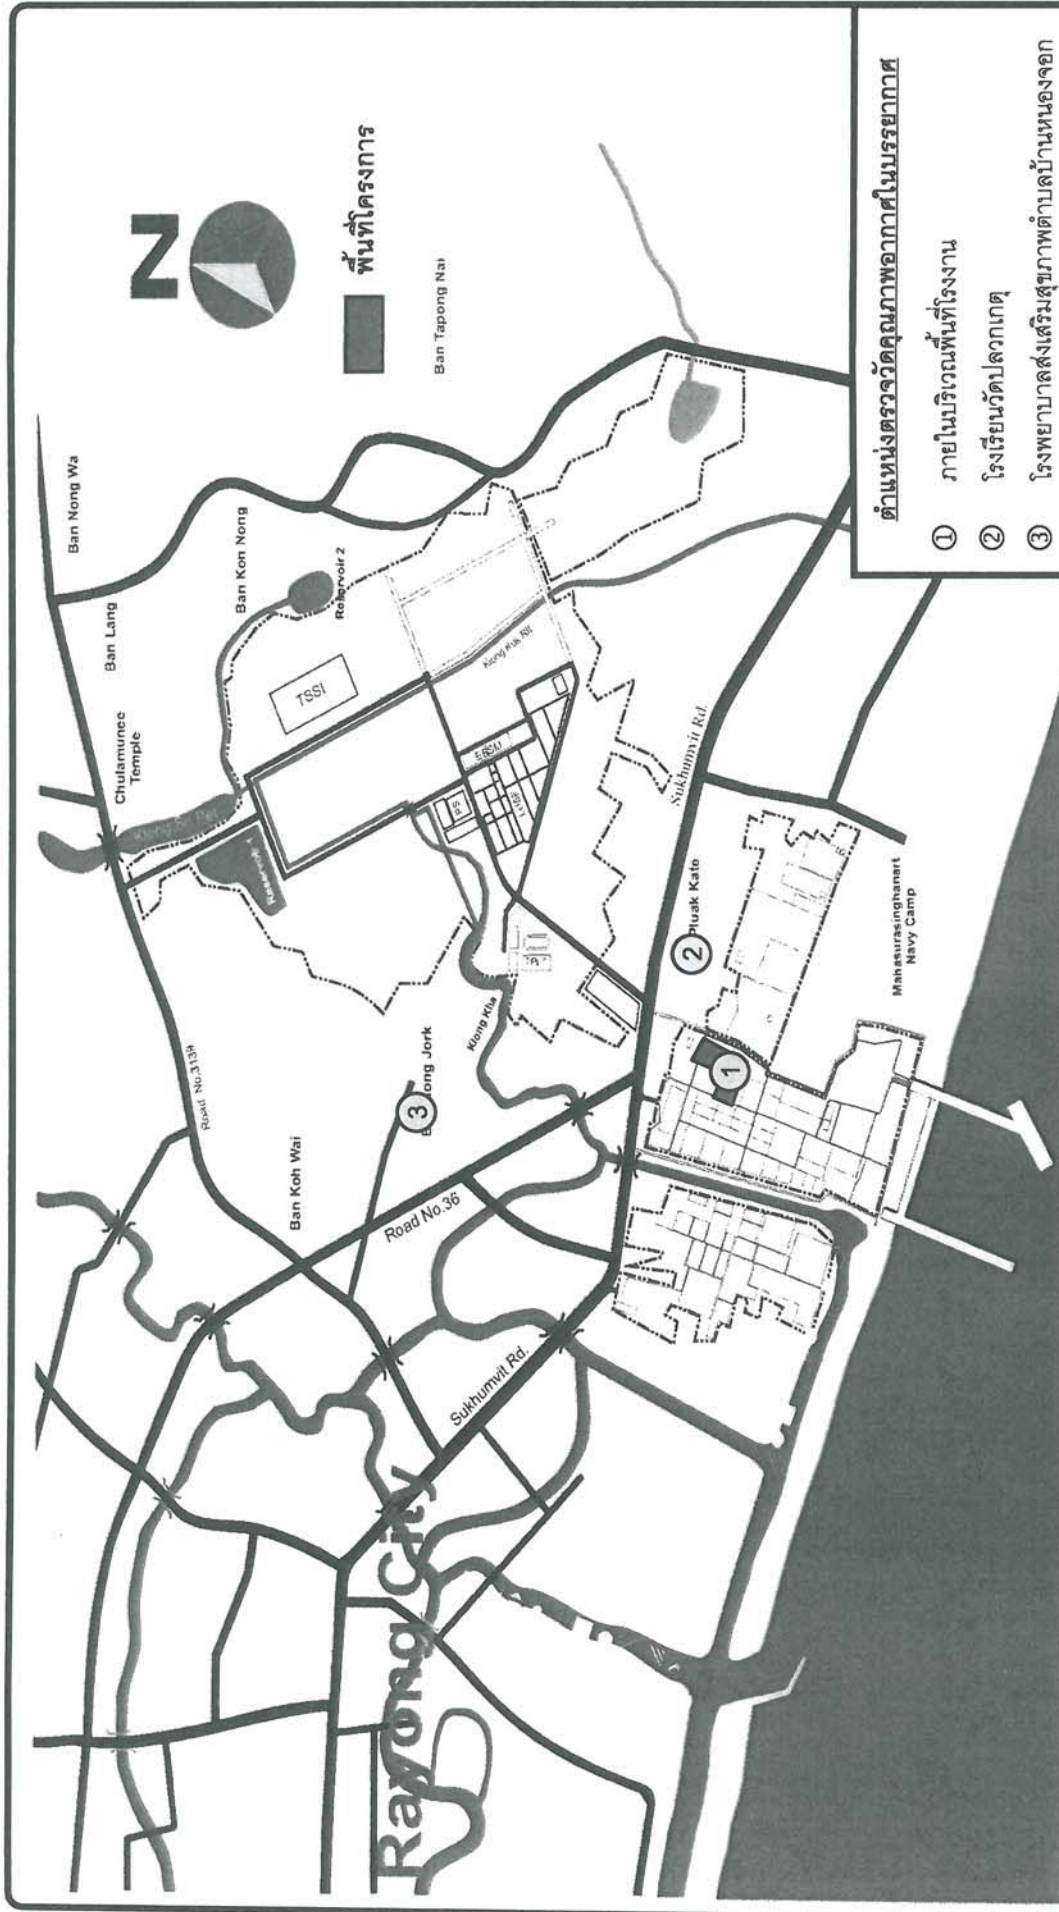 N
พื้นที่โครงการ
Ban Tapong Nai
Ban Nong Wa
Ban Lang
Ban Kon Nong
Reservoir 2
Chulamunee
Temple
TSSI
Reservoir 1
EBSM
PS
Road No.3139
Klong Kha
Ban Koh Wai
Road No.36
Sukhumvit Rd.
Sukhumvit Rd.
Pluak Kate
Mahasurasinghanart
Navy Camp
Rayong City
1
2
3
ตำแหน่งตรวจวัดคุณภาพอากาศในบรรยากาศ
① ภายในบริเวณพื้นที่โรงงาน
② โรงเรียนวัดปลวกเกตุ
③ โรงพยาบาลส่งเสริมสุขภาพตำบลบ้านหนองจอก